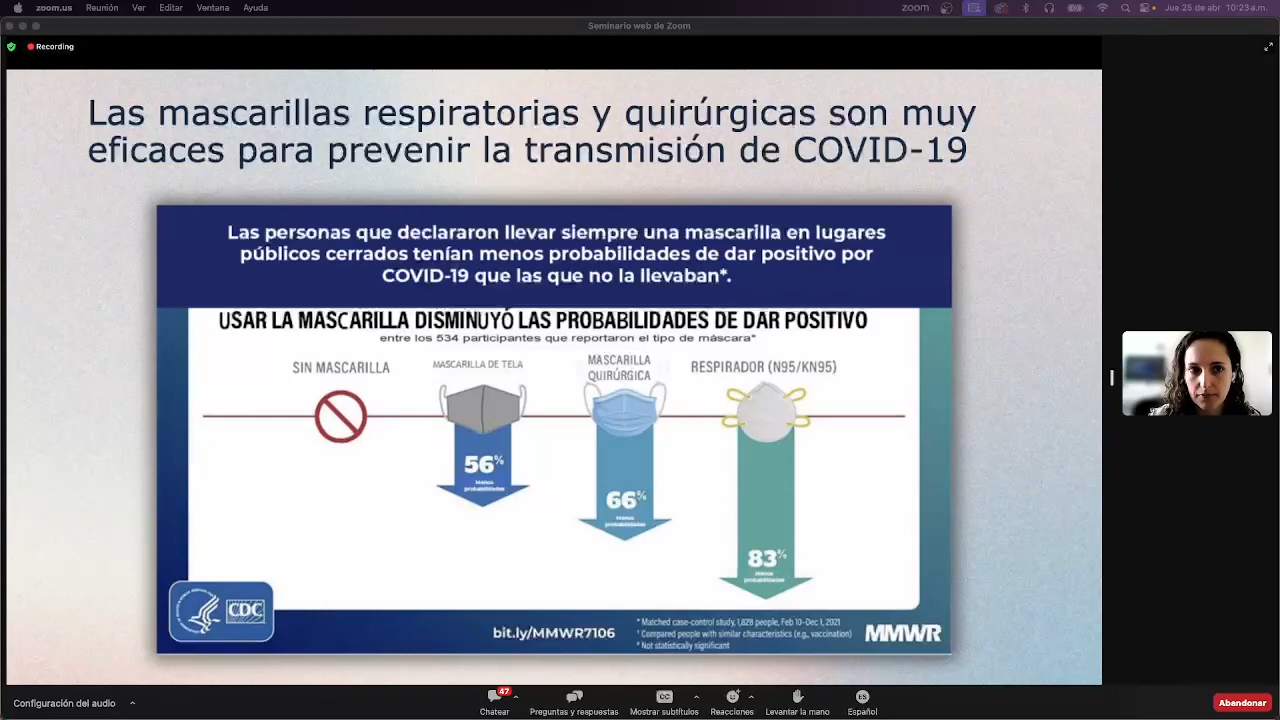 zoom.us Reunión Ver Editar Ventana Ayuda
zoom Jue 25 de abr 10:23 a.m.
Seminario web de Zoom
Recording
Las mascarillas respiratorias y quirúrgicas son muy
eficaces para prevenir la transmisión de COVID-19
Las personas que declararon llevar siempre una mascarilla en lugares
públicos cerrados tenían menos probabilidades de dar positivo por
COVID-19 que las que no la llevaban*.
USAR LA MASCARILLA DISMINUYÓ LAS PROBABILIDADES DE DAR POSITIVO
entre los 534 participantes que reportaron el tipo de máscara*
SIN MASCARILLA
MASCARILLA DE TELA
MASCARILLA
QUIRÚRGICA
RESPIRADOR (N95/KN95)
56%
Menos
probabilidades
66%
Menos
probabilidades
83%
Menos
probabilidades
CDC
bit.ly/MMWR7106
* Matched case-control study, 1,828 people, Feb 10-Dec 1, 2021
† Compared people with similar characteristics (e.g., vaccination)
* Not statistically significant
MMWR
Configuración del audio
47
Chatear
Preguntas y respuestas
CC
Mostrar subtítulos
Reacciones
Levantar la mano
ES
Español
Abandonar